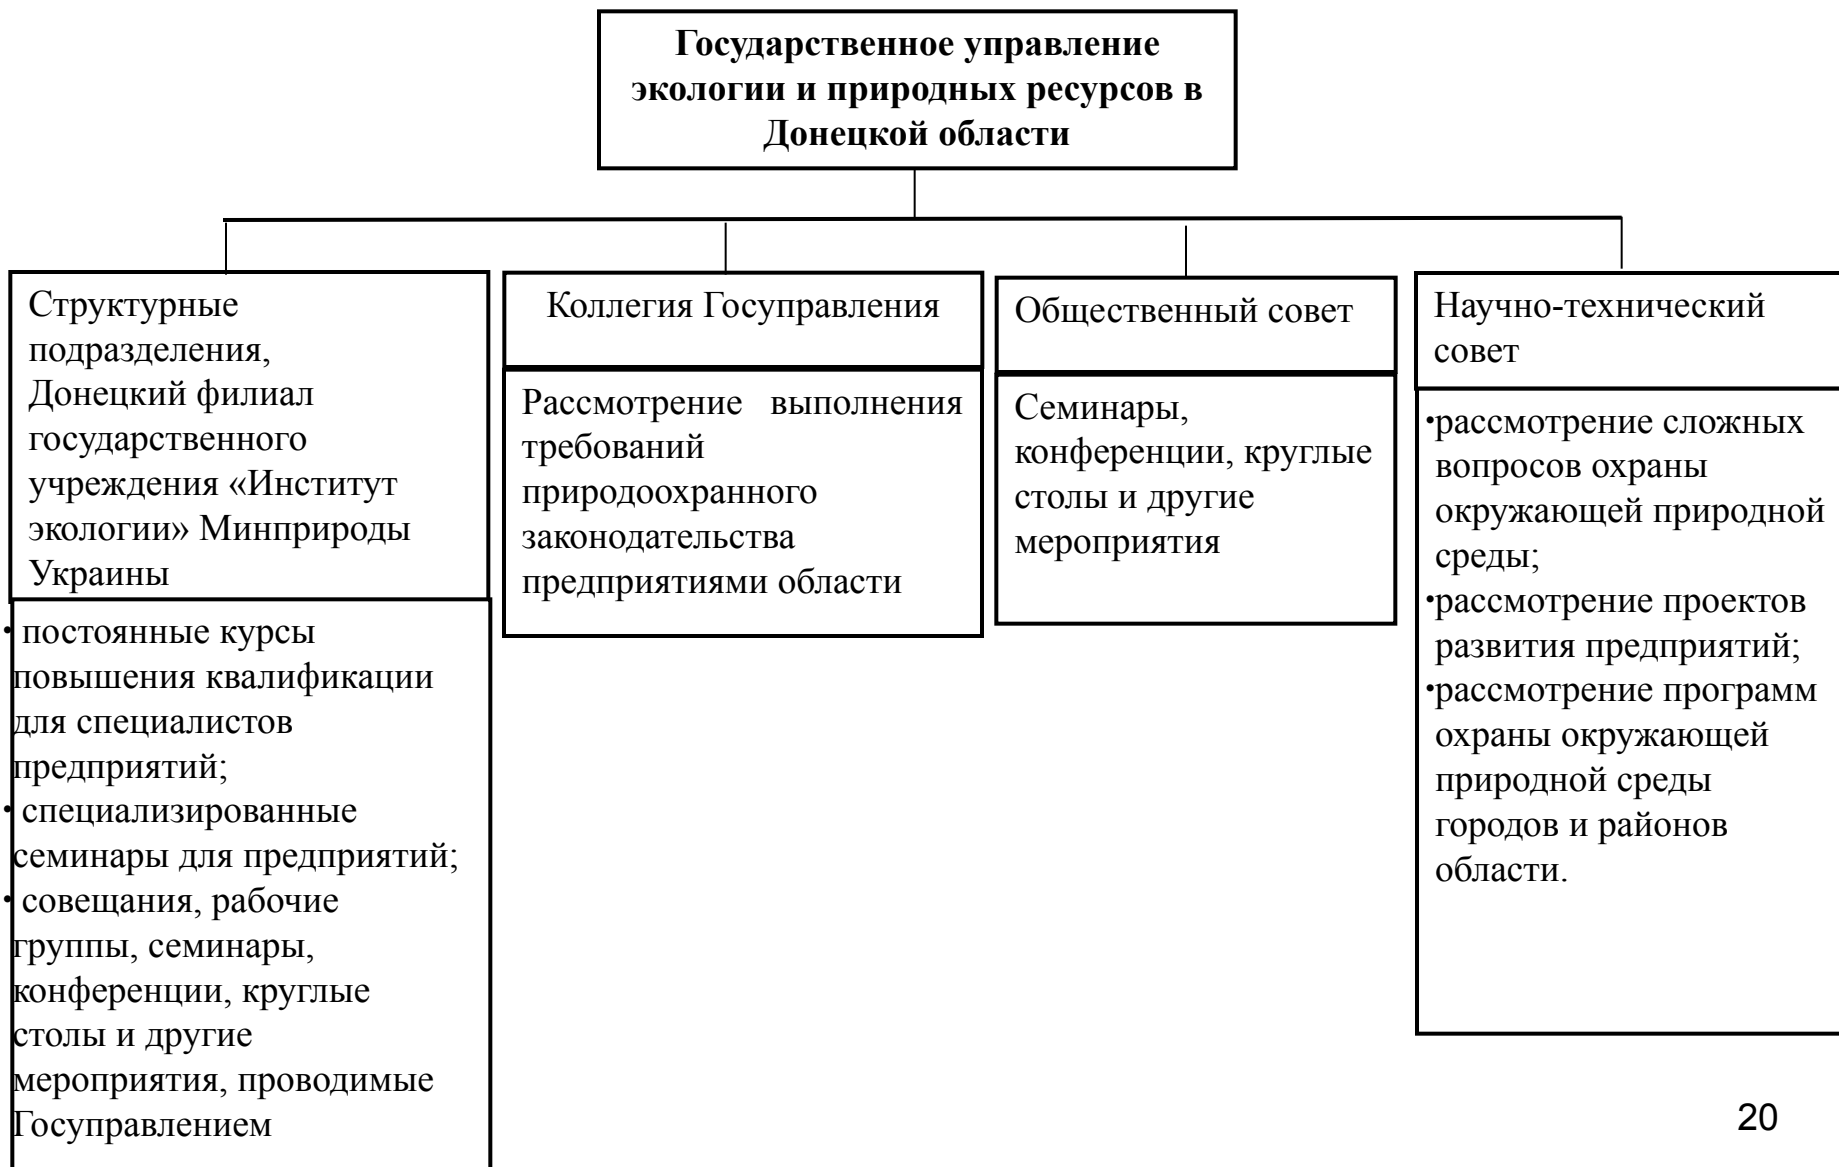 Государственное управление
экологии и природных ресурсов в
Донецкой области
Структурные
подразделения,
Донецкий филиал
государственного
учреждения «Институт
экологии» Минприроды
Украины
• постоянные курсы
повышения квалификации
для специалистов
предприятий;
• специализированные
семинары для предприятий;
• совещания, рабочие
группы, семинары,
конференции, круглые
столы и другие
мероприятия, проводимые
Госуправлением
Коллегия Госуправления
Рассмотрение выполнения
требований
природоохранного
законодательства
предприятиями области
Общественный совет
Семинары,
конференции, круглые
столы и другие
мероприятия
Научно-технический
совет
•рассмотрение сложных
вопросов охраны
окружающей природной
среды;
•рассмотрение проектов
развития предприятий;
•рассмотрение программ
охраны окружающей
природной среды
городов и районов
области.
20